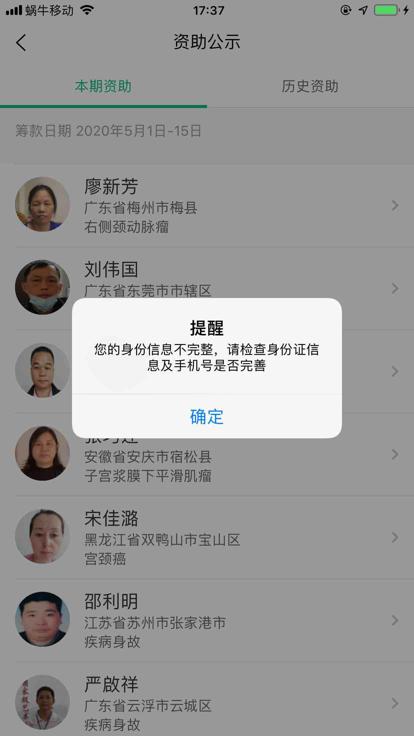 蜗牛移动 17:37
资助公示
本期资助 历史资助
筹款日期 2020年5月1日-15日
廖新芳
广东省梅州市梅县
右侧颈动脉瘤
刘伟国
广东省东莞市市辖区
提醒
您的身份信息不完整，请检查身份证信
息及手机号是否完善
确定
安徽省安庆市宿松县
子宫浆膜下平滑肌瘤
宋佳潞
黑龙江省双鸭山市宝山区
宫颈癌
邵利明
江苏省苏州市张家港市
疾病身故
严啟祥
广东省云浮市云城区
疾病身故